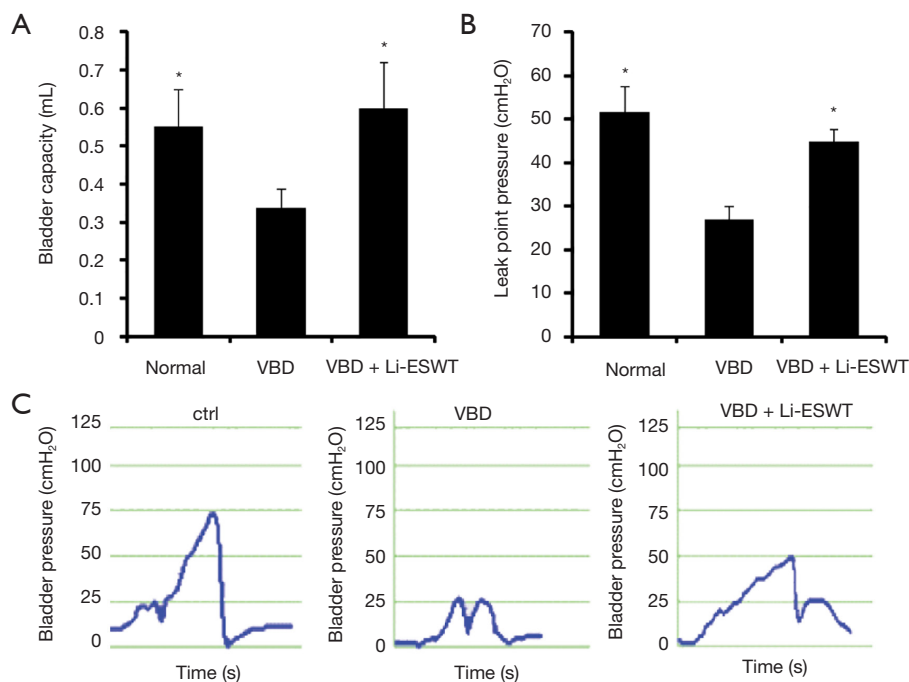 A
Bladder capacity (mL)
0.8
0.7
0.6
0.5
0.4
0.3
0.2
0.1
0
*
*
Normal VBD VBD + Li-ESWT
B
Leak point pressure (cmH₂O)
70
60
50
40
30
20
10
0
*
*
Normal VBD VBD + Li-ESWT
C
ctrl
Bladder pressure (cmH₂O)
125
100
75
50
25
0
Time (s)
VBD
Bladder pressure (cmH₂O)
125
100
75
50
25
0
Time (s)
VBD + Li-ESWT
Bladder pressure (cmH₂O)
125
100
75
50
25
0
Time (s)